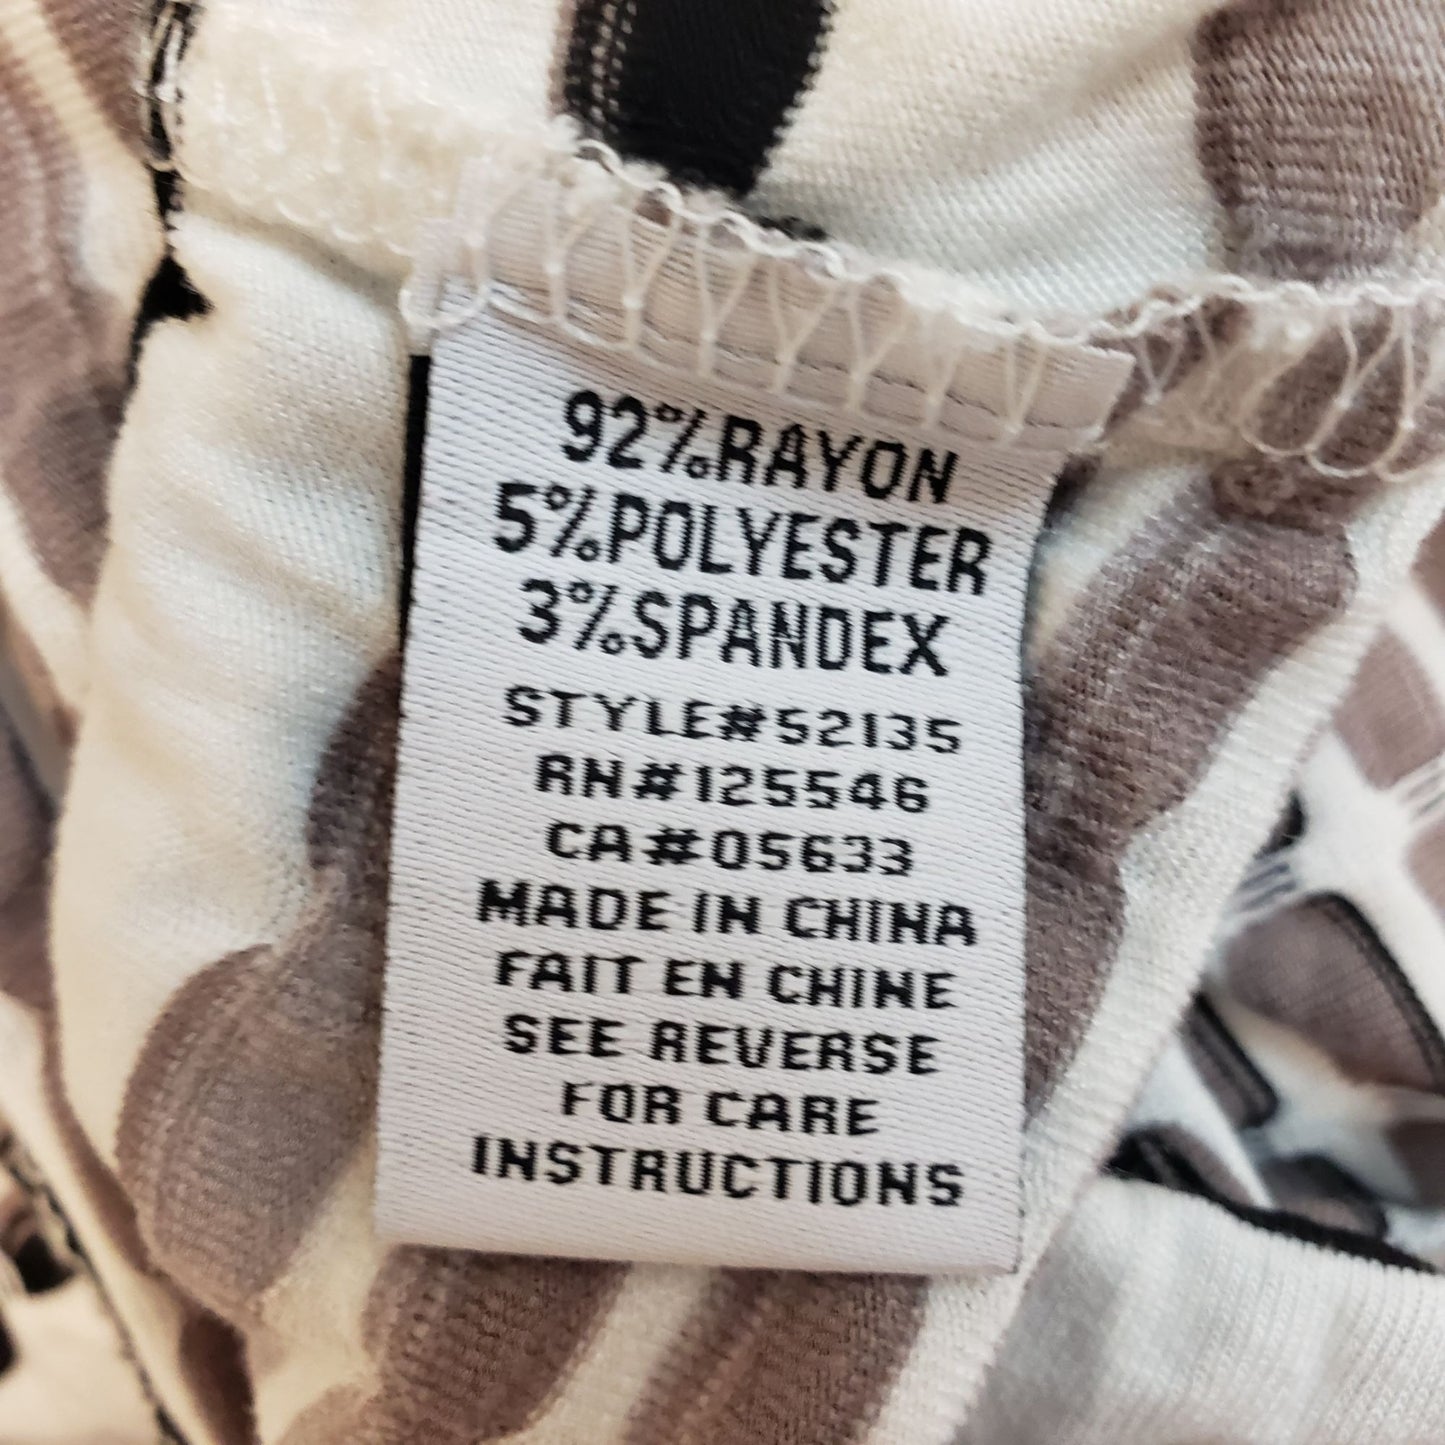 92%RAYON
5%POLYESTER
3%SPANDEX
STYLE#52135
RN#125546
CA#05633
MADE IN CHINA
FAIT EN CHINE
SEE REVERSE
FOR CARE
INSTRUCTIONS